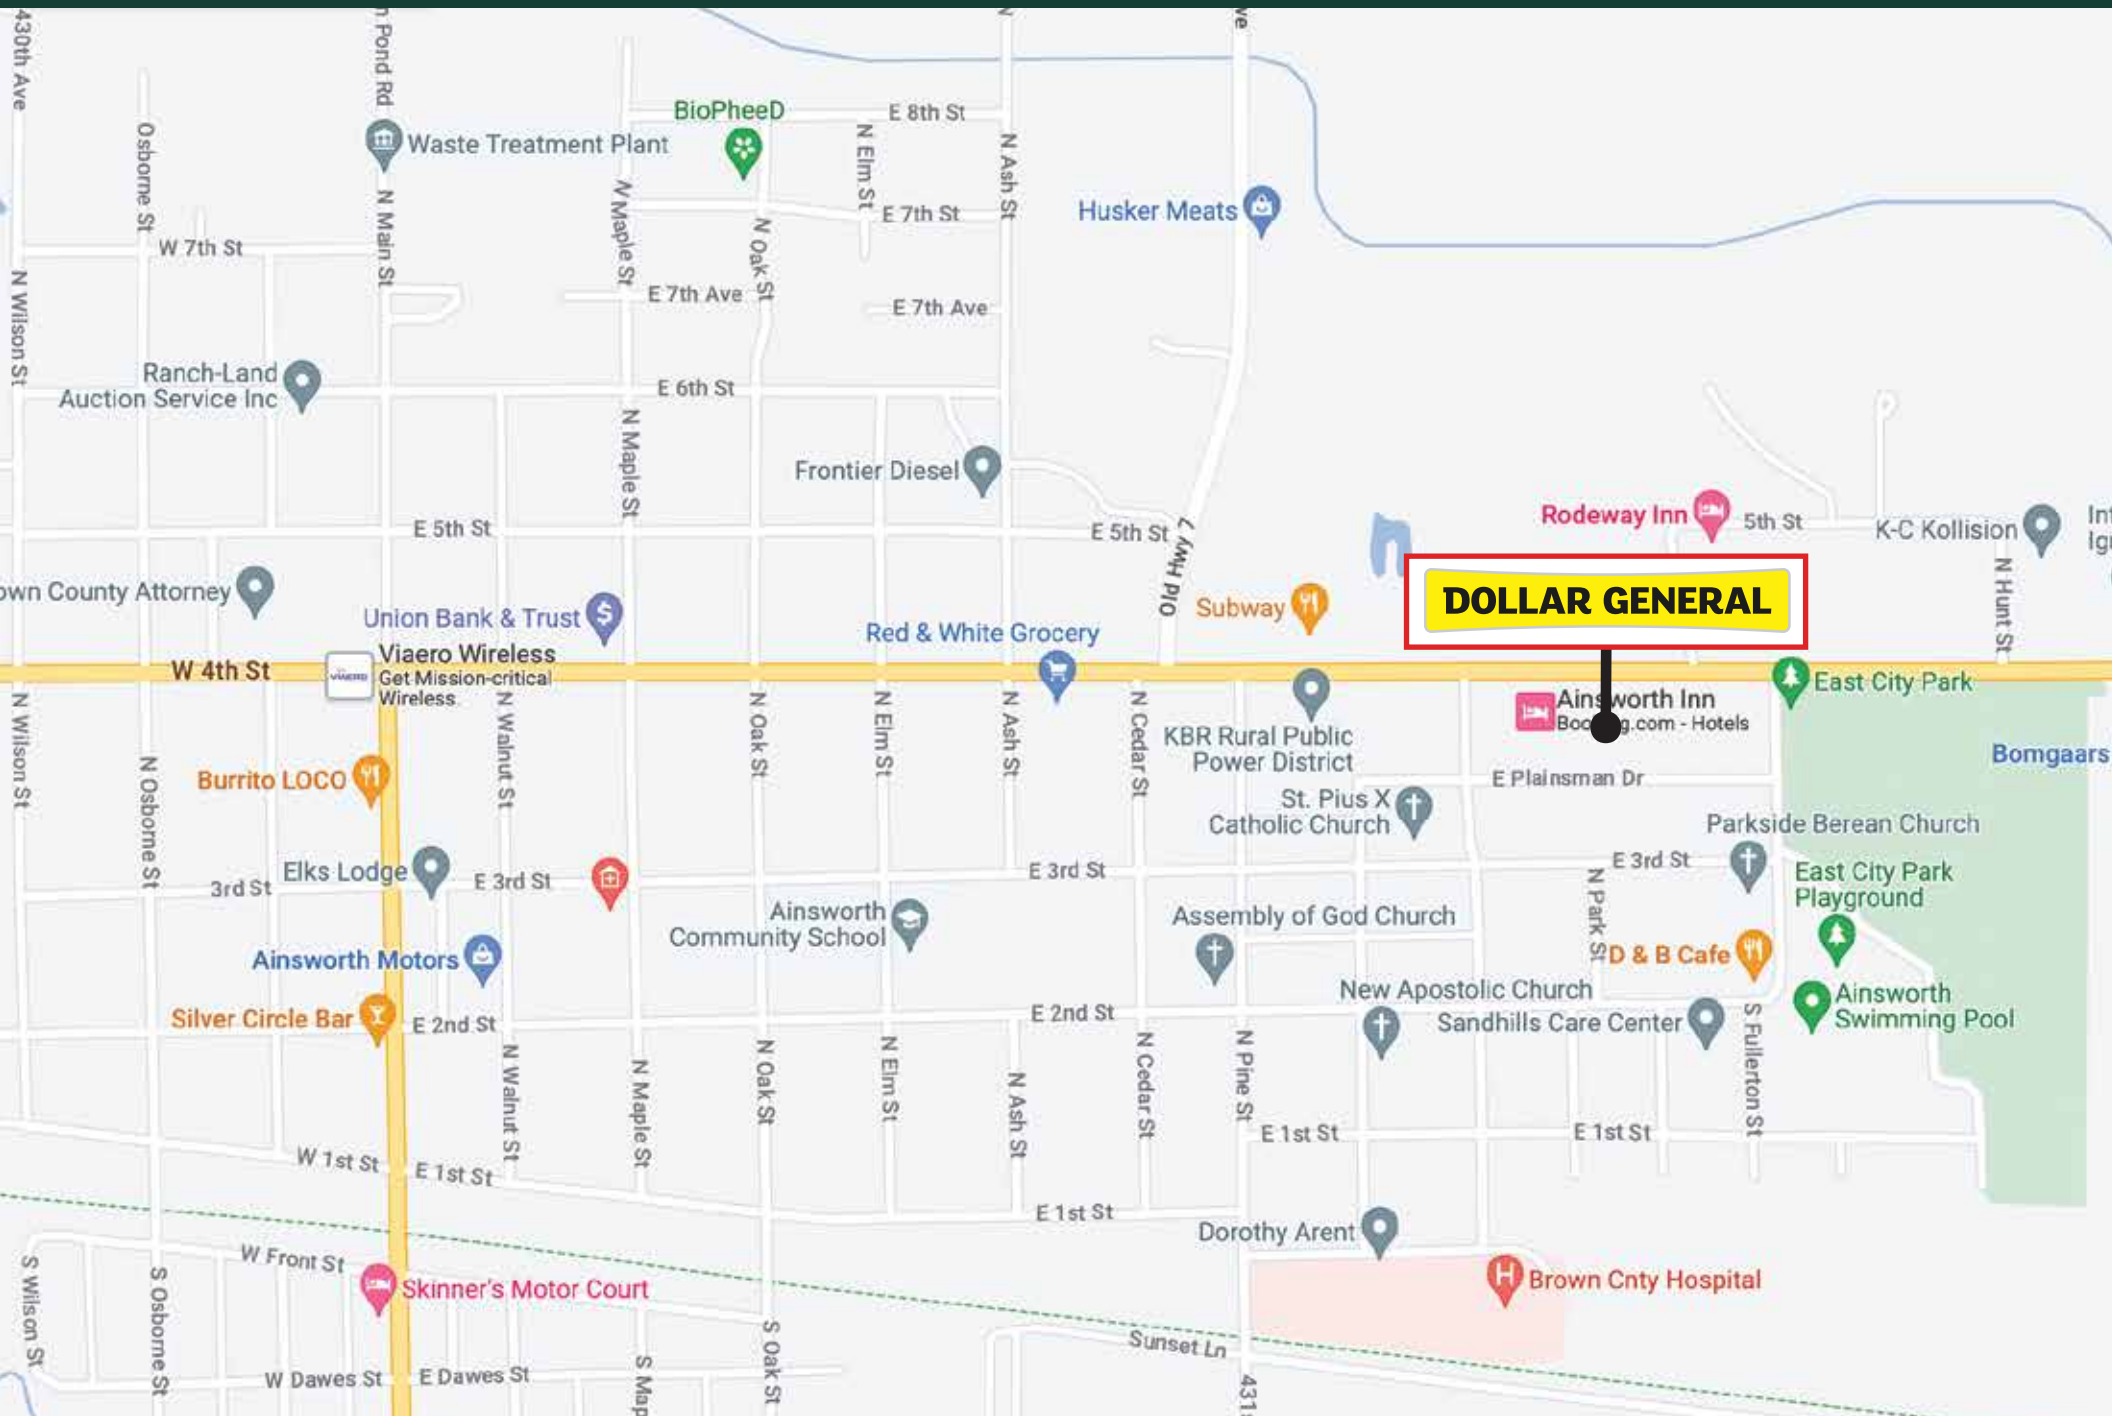 430th Ave
Pond Rd
ve
BioPheeD
E 8th St
Waste Treatment Plant
Osborne St
N Elm St
N Ash St
N Main St
N Maple St
Husker Meats
E 7th St
W 7th St
N Oak St
N Wilson St
E 7th Ave
E 7th Ave
Ranch-Land
Auction Service Inc
E 6th St
N Maple St
Frontier Diesel
Rodeway Inn
5th St
K-C Kollision
E 5th St
E 5th St
Old Hwy 7
N Hunt St
own County Attorney
Union Bank & Trust
Subway
DOLLAR GENERAL
Red & White Grocery
W 4th St
VIAERO
Viaero Wireless
Get Mission-critical
Wireless
East City Park
Ainsworth Inn
Booking.com - Hotels
N Wilson St
N Osborne St
N Walnut St
N Oak St
N Elm St
N Ash St
N Cedar St
KBR Rural Public
Power District
Bomgaars
Burrito LOCO
E Plainsman Dr
St. Pius X
Catholic Church
Parkside Berean Church
Elks Lodge
3rd St
E 3rd St
E 3rd St
E 3rd St
N Park St
East City Park
Playground
Ainsworth
Community School
Assembly of God Church
Ainsworth Motors
D & B Cafe
New Apostolic Church
Ainsworth
Swimming Pool
Silver Circle Bar
E 2nd St
E 2nd St
Sandhills Care Center
N Walnut St
N Maple St
N Oak St
N Elm St
N Ash St
N Cedar St
N Pine St
S Fullerton St
E 1st St
E 1st St
W 1st St
E 1st St
E 1st St
Dorothy Arent
W Front St
S Wilson St
S Osborne St
Skinner's Motor Court
H
Brown Cnty Hospital
Sunset Ln
S Oak St
S Map
W Dawes St
E Dawes St
431